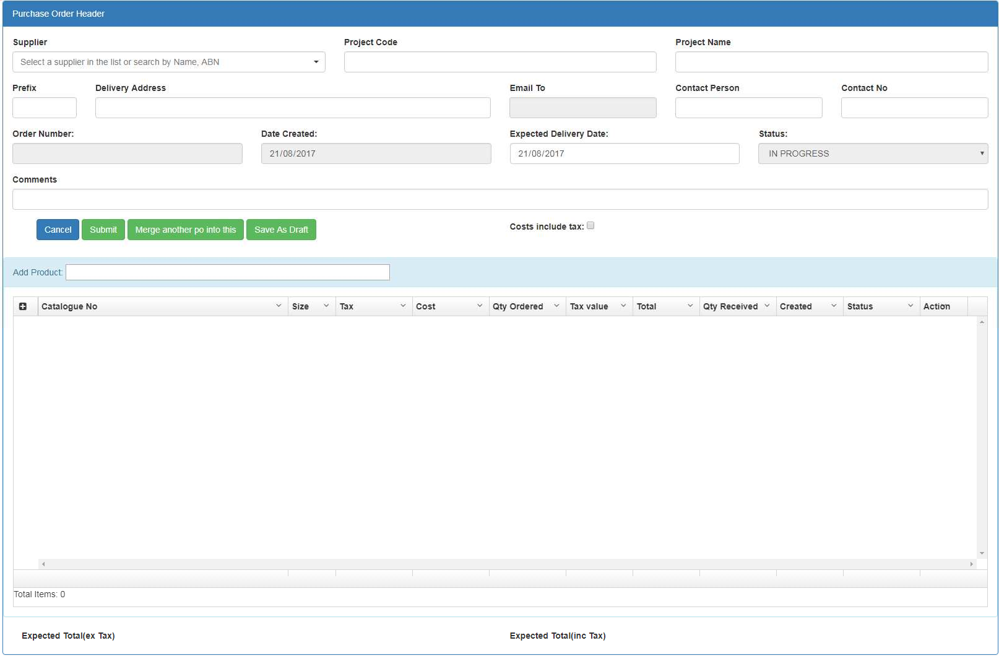 Purchase Order Header
Supplier Project Code Project Name
Select a supplier in the list or search by Name, ABN
Prefix Delivery Address Email To Contact Person Contact No
Order Number: Date Created: Expected Delivery Date: Status:
21/08/2017 21/08/2017 IN PROGRESS
Comments
Cancel Submit Merge another po into this Save As Draft Costs include tax:
Add Product:
Catalogue No Size Tax Cost Qty Ordered Tax value Total Qty Received Created Status Action
Total Items: 0
Expected Total(ex Tax) Expected Total(inc Tax)